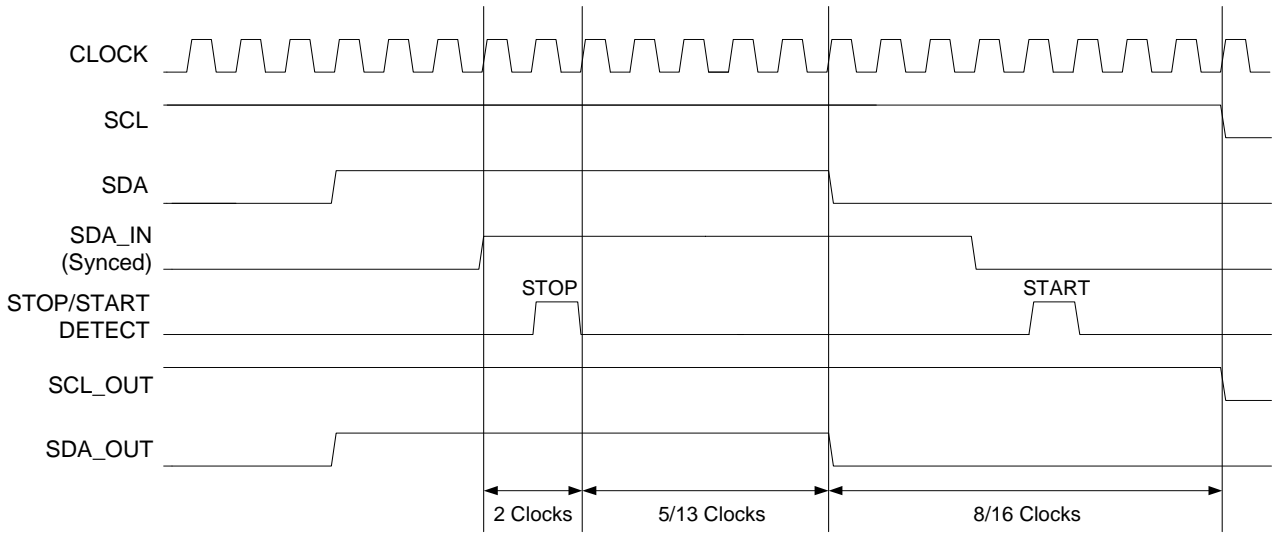 CLOCK
SCL
SDA
SDA_IN
(Synced)
STOP/START
DETECT
STOP
START
SCL_OUT
SDA_OUT
2 Clocks
5/13 Clocks
8/16 Clocks